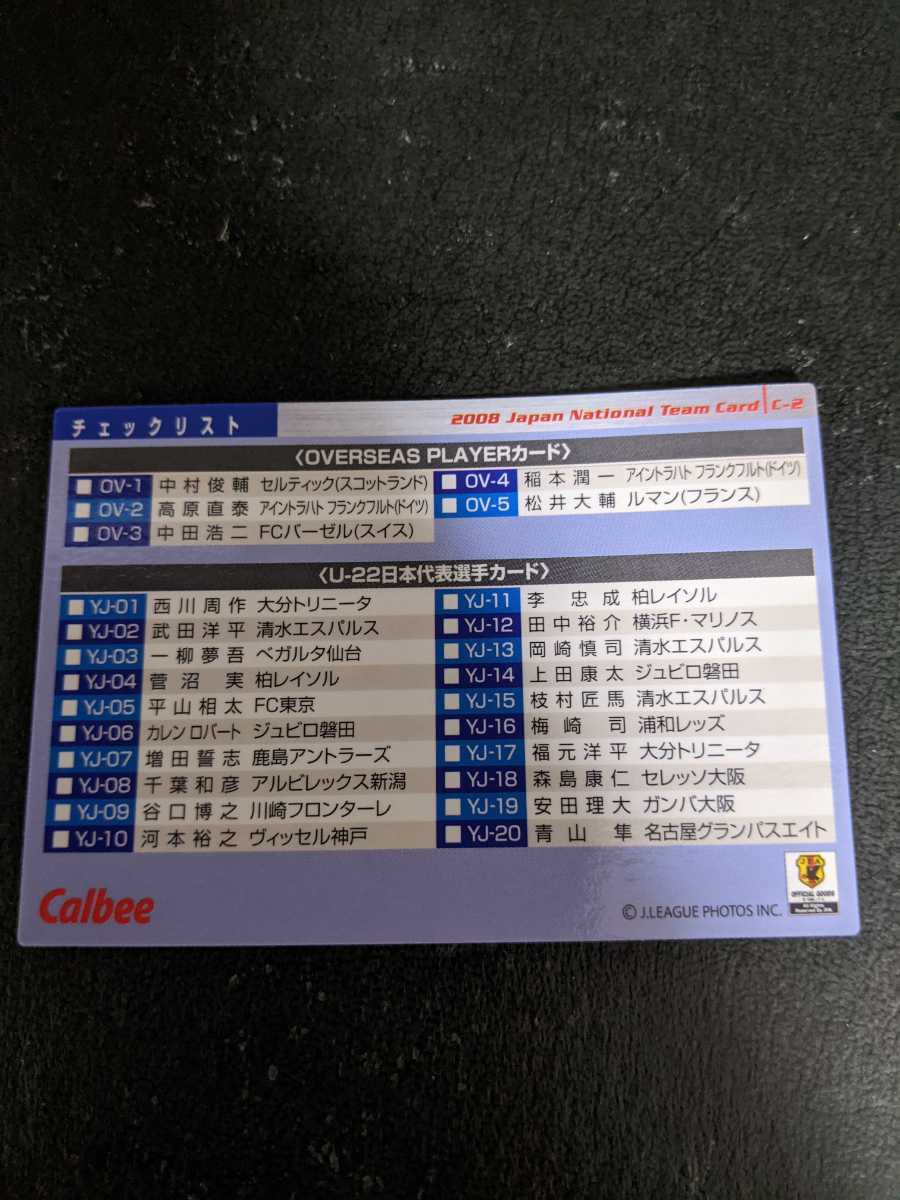 チェックリスト
2008 Japan National Team Card C-2
〈OVERSEAS PLAYERカード〉
OV-1 中村俊輔 セルティック(スコットランド)
OV-2 高原直泰 アイントラハト フランクフルト(ドイツ)
OV-3 中田浩二 FCバーゼル(スイス)
OV-4 稲本潤一 アイントラハト フランクフルト(ドイツ)
OV-5 松井大輔 ルマン(フランス)
〈U-22日本代表選手カード〉
YJ-01 西川周作 大分トリニータ
YJ-02 武田洋平 清水エスパルス
YJ-03 一柳夢吾 ベガルタ仙台
YJ-04 菅沼 実 柏レイソル
YJ-05 平山相太 FC東京
YJ-06 カレン ロバート ジュビロ磐田
YJ-07 増田誓志 鹿島アントラーズ
YJ-08 千葉和彦 アルビレックス新潟
YJ-09 谷口博之 川崎フロンターレ
YJ-10 河本裕之 ヴィッセル神戸
YJ-11 李 忠成 柏レイソル
YJ-12 田中裕介 横浜F・マリノス
YJ-13 岡崎慎司 清水エスパルス
YJ-14 上田康太 ジュビロ磐田
YJ-15 枝村匠馬 清水エスパルス
YJ-16 梅崎 司 浦和レッズ
YJ-17 福元洋平 大分トリニータ
YJ-18 森島康仁 セレッソ大阪
YJ-19 安田理大 ガンバ大阪
YJ-20 青山 隼 名古屋グランパスエイト
Calbee
© J.LEAGUE PHOTOS INC.
JFA
OFFICIAL GOODS
All Rights
Reserved By JFA.